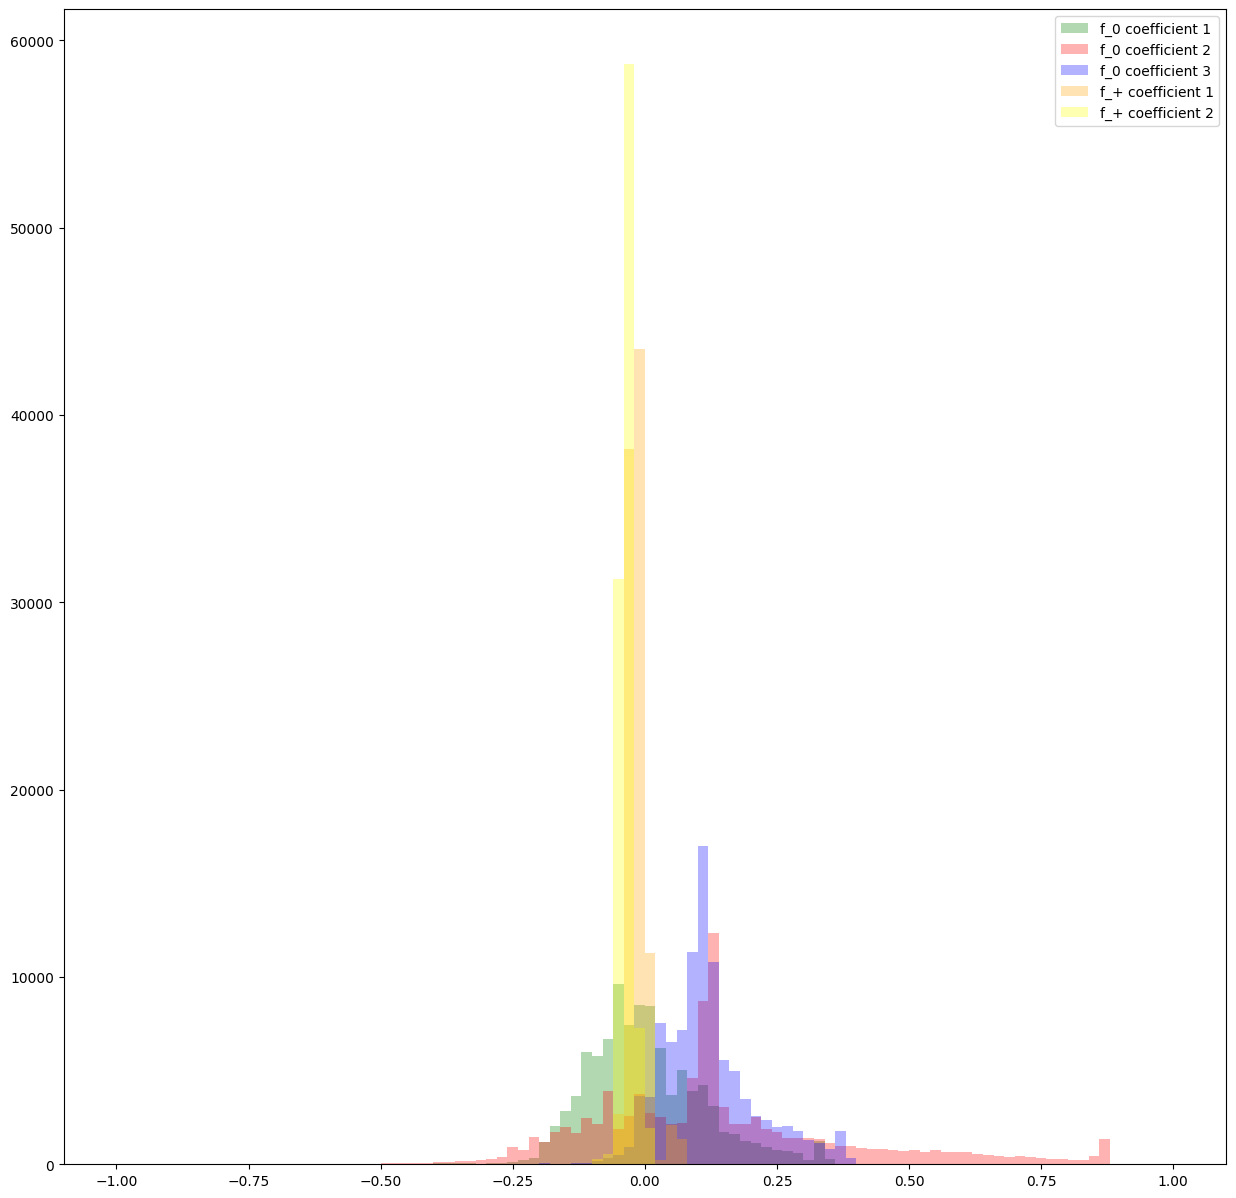 f_0 coefficient 1
f_0 coefficient 2
f_0 coefficient 3
f_+ coefficient 1
f_+ coefficient 2
60000
50000
40000
30000
20000
10000
0
−1.00 −0.75 −0.50 −0.25 0.00 0.25 0.50 0.75 1.00